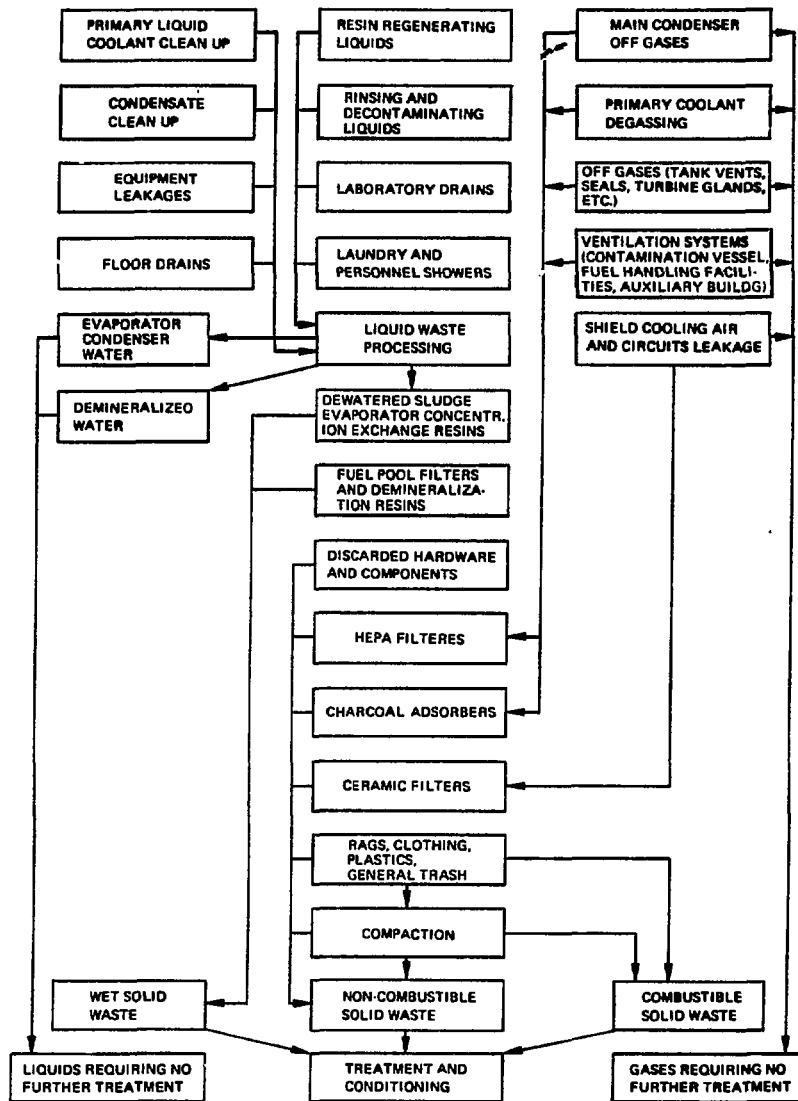 PRIMARY LIQUID
COOLANT CLEAN UP
RESIN REGENERATING
LIQUIDS
MAIN CONDENSER
OFF GASES
CONDENSATE
CLEAN UP
RINSING AND
DECONTAMINATING
LIQUIDS
PRIMARY COOLANT
DEGASSING
EQUIPMENT
LEAKAGES
LABORATORY DRAINS
OFF GASES (TANK VENTS,
SEALS, TURBINE GLANDS,
ETC.)
FLOOR DRAINS
LAUNDRY AND
PERSONNEL SHOWERS
VENTILATION SYSTEMS
(CONTAMINATION VESSEL,
FUEL HANDLING FACILI-
TIES, AUXILIARY BUILDG)
EVAPORATOR
CONDENSER
WATER
LIQUID WASTE
PROCESSING
SHIELD COOLING AIR
AND CIRCUITS LEAKAGE
DEMINERALIZED
WATER
DEWATERED SLUDGE
EVAPORATOR CONCENTR.
ION EXCHANGE RESINS
FUEL POOL FILTERS
AND DEMINERALIZA-
TION RESINS
DISCARDED HARDWARE
AND COMPONENTS
HEPA FILTERES
CHARCOAL ADSORBERS
CERAMIC FILTERS
RAGS, CLOTHING,
PLASTICS,
GENERAL TRASH
COMPACTION
WET SOLID
WASTE
NON-COMBUSTIBLE
SOLID WASTE
COMBUSTIBLE
SOLID WASTE
LIQUIDS REQUIRING NO
FURTHER TREATMENT
TREATMENT AND
CONDITIONING
GASES REQUIRING NO
FURTHER TREATMENT